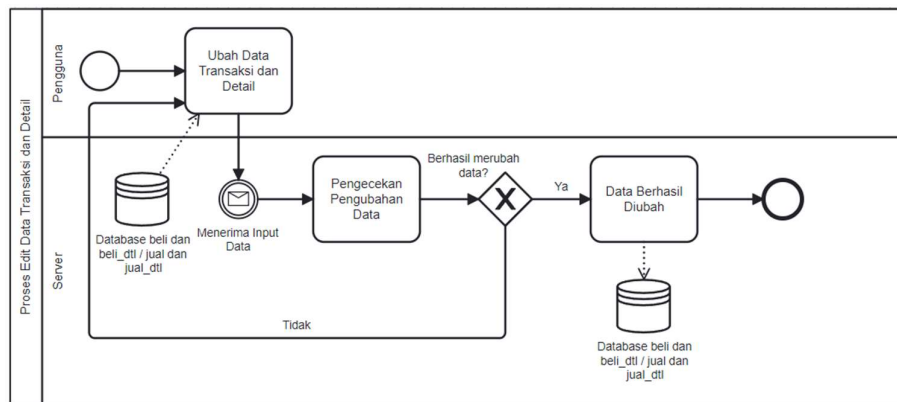 Proses Edit Data Transaksi dan Detail
Pengguna
Ubah Data
Transaksi dan
Detail
Server
Database beli dan
beli_dtl / jual dan
jual_dtl
Menerima Input
Data
Pengecekan
Pengubahan
Data
Berhasil merubah
data?
Ya
Tidak
Data Berhasil
Diubah
Database beli dan
beli_dtl / jual dan
jual_dtl